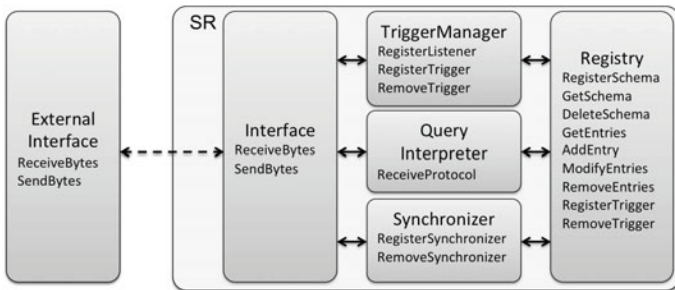 SR
External
Interface
ReceiveBytes
SendBytes
Interface
ReceiveBytes
SendBytes
TriggerManager
RegisterListener
RegisterTrigger
RemoveTrigger
Query
Interpreter
ReceiveProtocol
Synchronizer
RegisterSynchronizer
RemoveSynchronizer
Registry
RegisterSchema
GetSchema
DeleteSchema
GetEntries
AddEntry
ModifyEntries
RemoveEntries
RegisterTrigger
RemoveTrigger